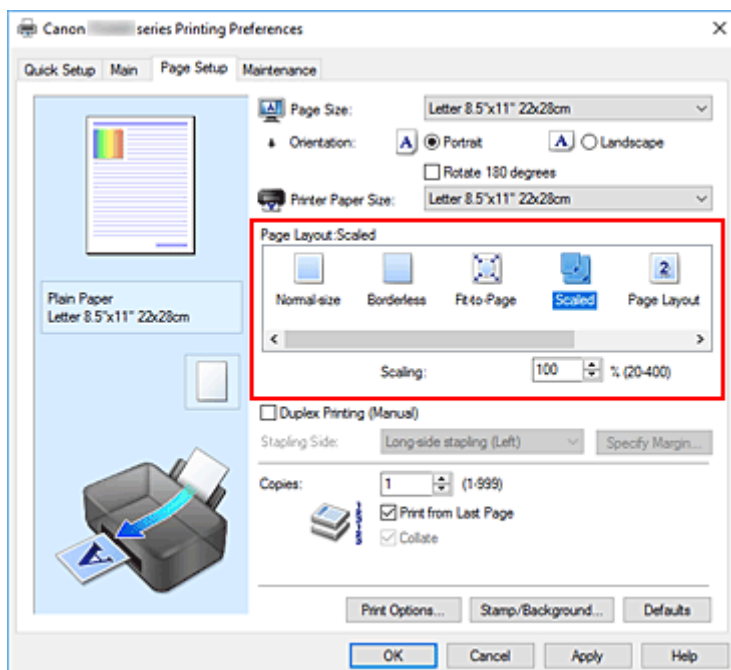 Canon series Printing Preferences
Quick Setup Main Page Setup Maintenance
Page Size: Letter 8.5"x11" 22x28cm
Orientation: A Portrait A Landscape
Rotate 180 degrees
Printer Paper Size: Letter 8.5"x11" 22x28cm
Page Layout:Scaled
2
Normal-size Borderless Fit-to-Page Scaled Page Layout
Scaling: 100 % (20-400)
Plain Paper
Letter 8.5"x11" 22x28cm
Duplex Printing (Manual)
Stapling Side: Long-side stapling (Left) Specify Margin...
Copies: 1 (1-999)
Print from Last Page
Collate
A
Print Options... Stamp/Background... Defaults
OK Cancel Apply Help